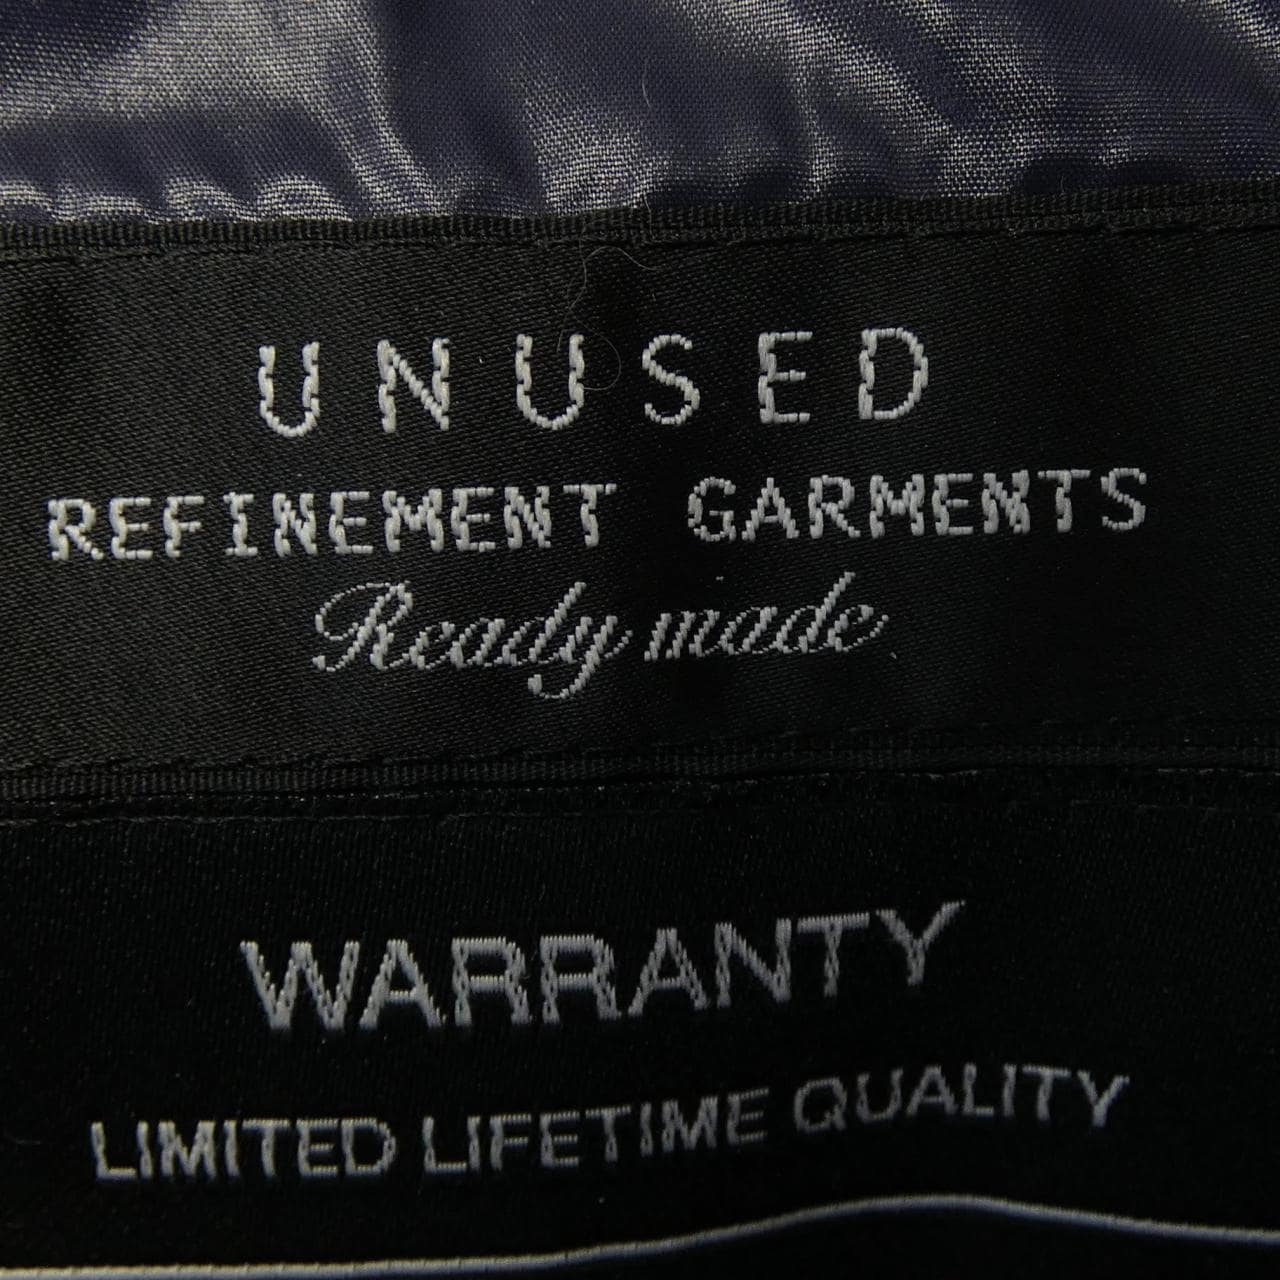 UNUSED
REFINEMENT GARMENTS
Ready made
WARRANTY
LIMITED LIFETIME QUALITY